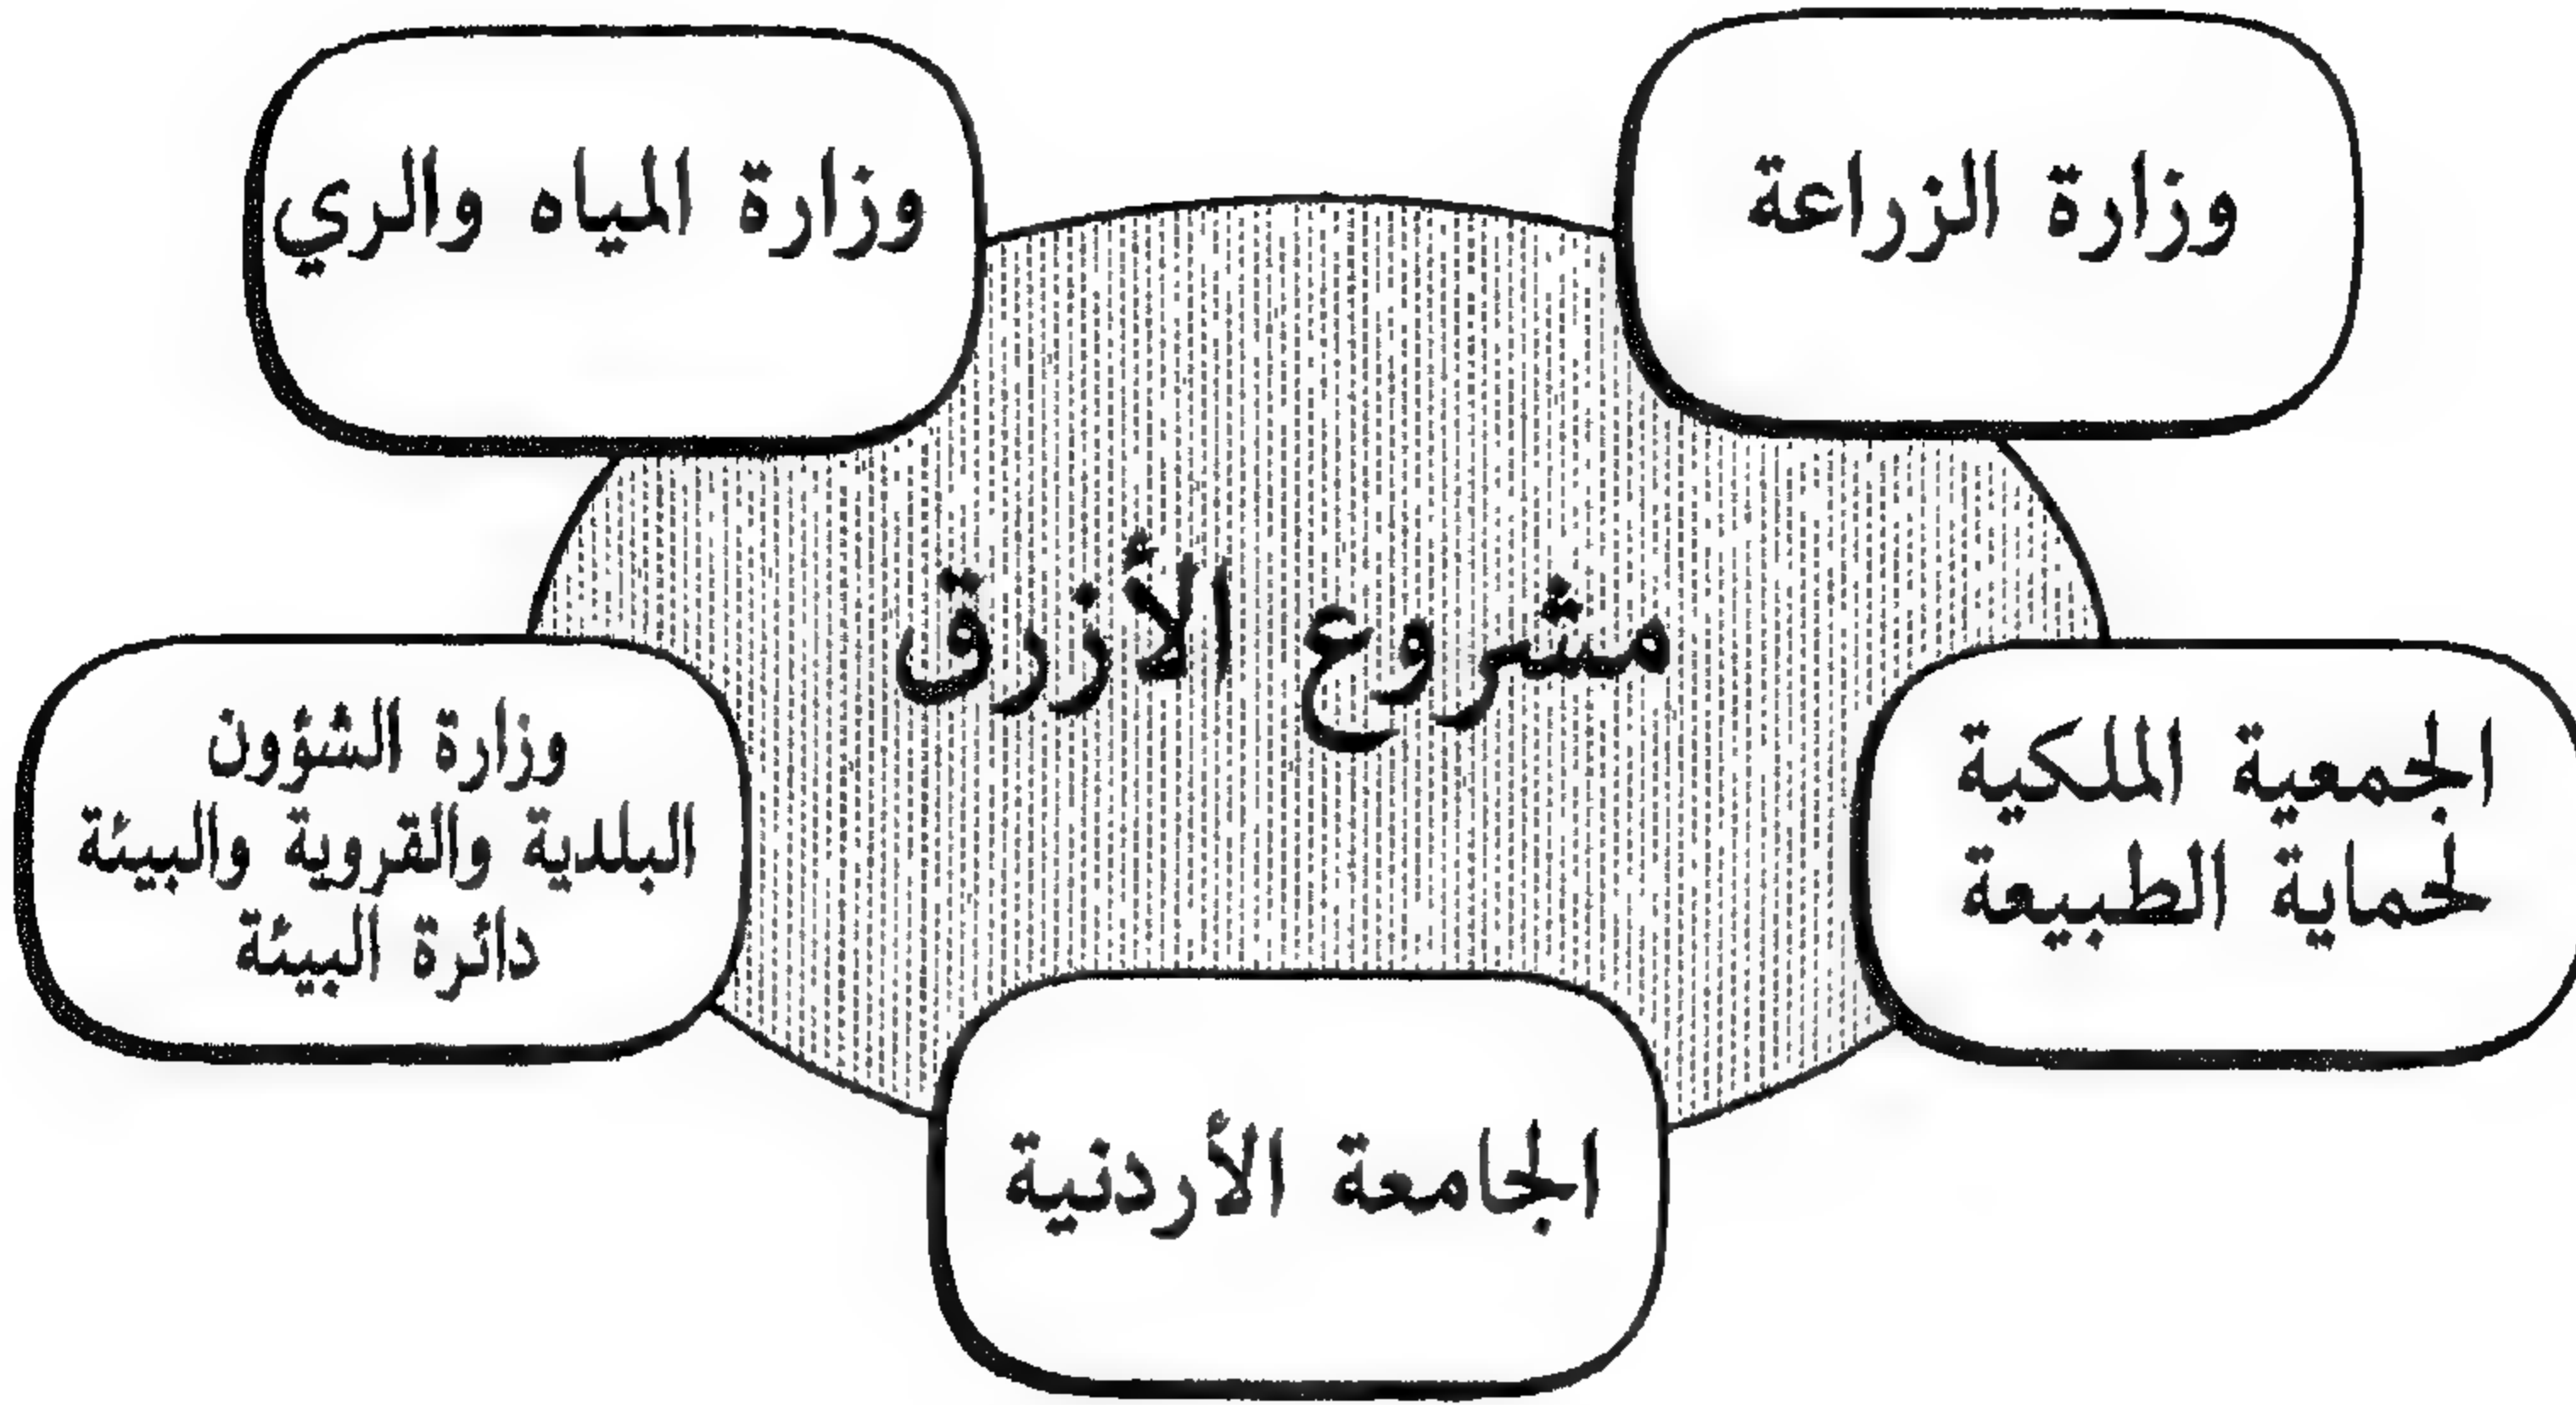 وزارة الزراعة
وزارة المياه والري
مشروع الأزرق
الجمعية الملكية
لحماية الطبيعة
وزارة الشؤون
البلدية والقروية والبيئة
دائرة البيئة
الجامعة الأردنية